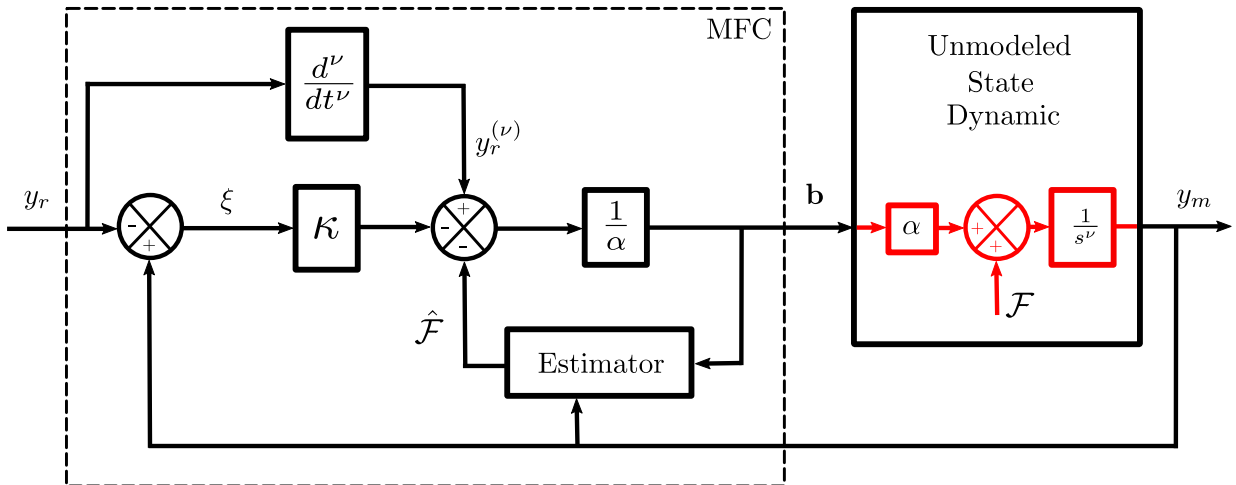 MFC
Unmodeled
State
Dynamic
d^ν
dt^ν
y_r^(ν)
y_r
ξ
κ
1
α
b
α
1
s^ν
y_m
-
+
+
-
-
+
+
F̂
F
Estimator